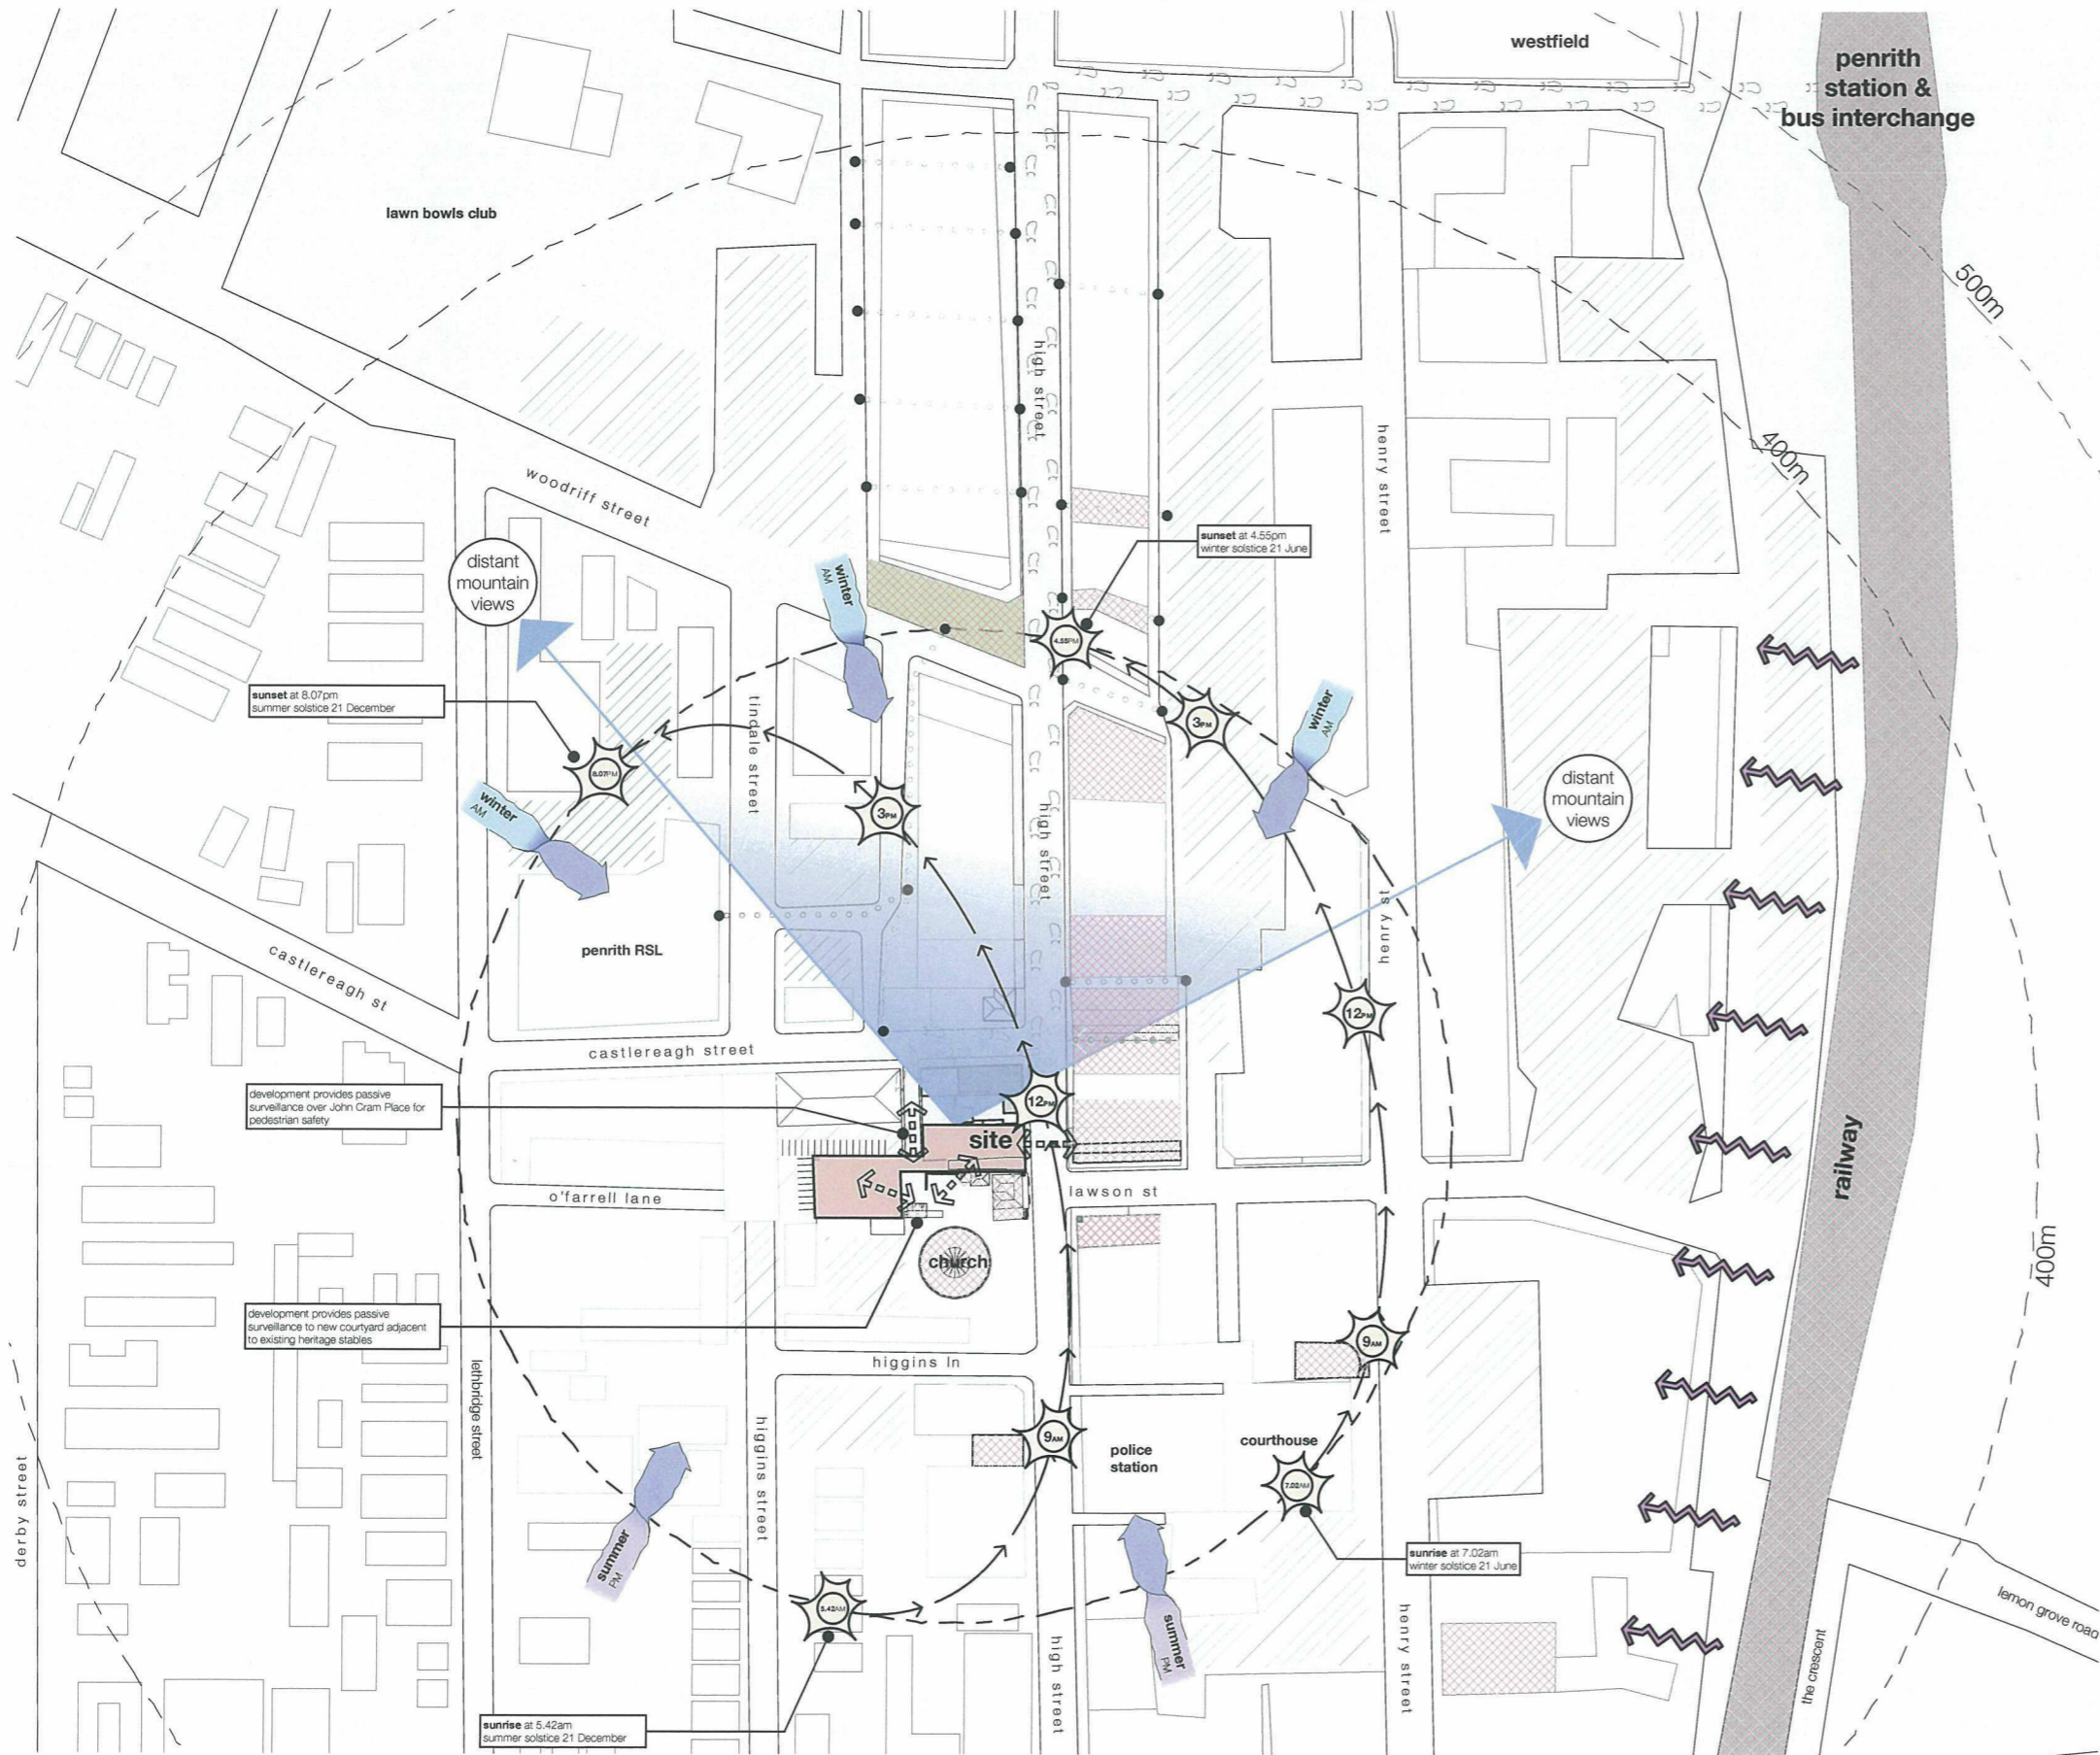 westfield
penrith
station &
bus interchange
lawn bowls club
500m
high street
400m
henry street
woodriff street
sunset at 4.55pm
winter solstice 21 June
distant
mountain
views
winter
AM
4.55PM
sunset at 8.07pm
summer solstice 21 December
tindale street
3PM
winter
AM
8.07PM
distant
mountain
views
winter
AM
3PM
high street
henry st
penrith RSL
castlereagh st
12PM
castlereagh street
development provides passive
surveillance over John Cram Place for
pedestrian safety
12PM
site
railway
o'farrell lane
lawson st
church
400m
development provides passive
surveillance to new courtyard adjacent
to existing heritage stables
9AM
higgins ln
lethbridge street
higgins street
9AM
police
station
courthouse
7.02AM
derby street
summer
PM
sunrise at 7.02am
winter solstice 21 June
5.42AM
summer
PM
high street
henry street
the crescent
lemon grove road
sunrise at 5.42am
summer solstice 21 December